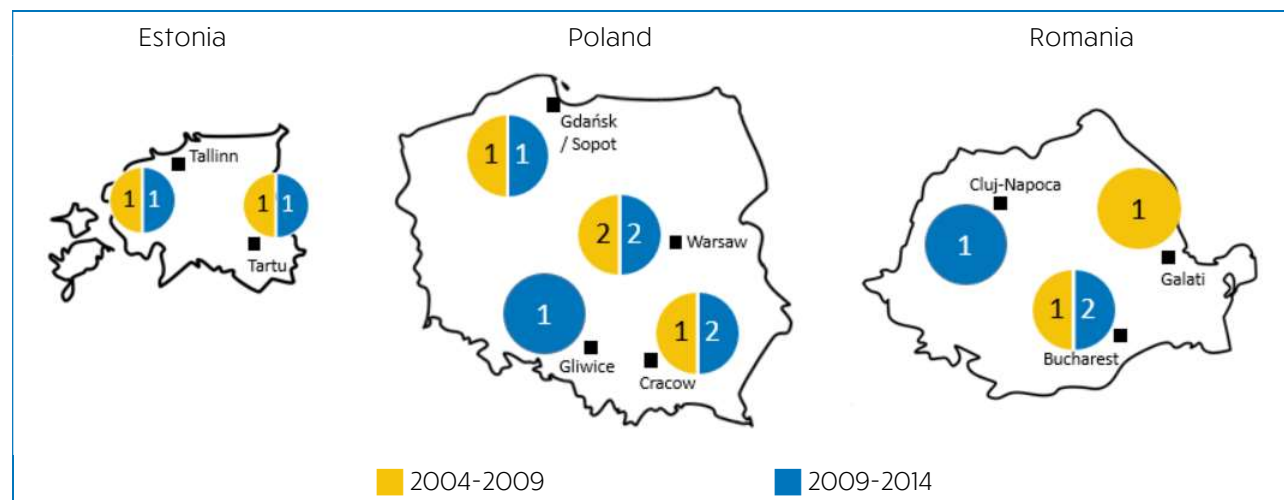 Estonia
Poland
Romania
Tallinn
1 1
1 1
Tartu
Gdańsk
/ Sopot
1 1
2 2
Warsaw
1
Gliwice
1 2
Cracow
Cluj-Napoca
1
1
Galati
1 2
Bucharest
2004-2009
2009-2014